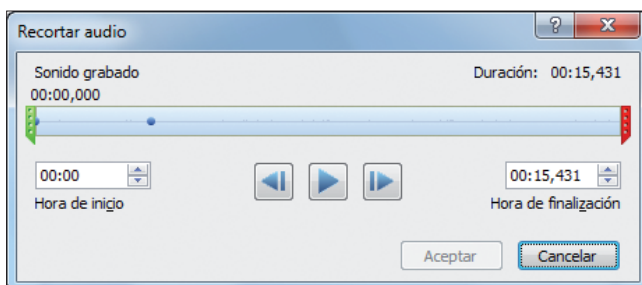 Recortar audio
Sonido grabado
Duración: 00:15,431
00:00,000
00:00
00:15,431
Hora de inicio
Hora de finalización
Aceptar
Cancelar